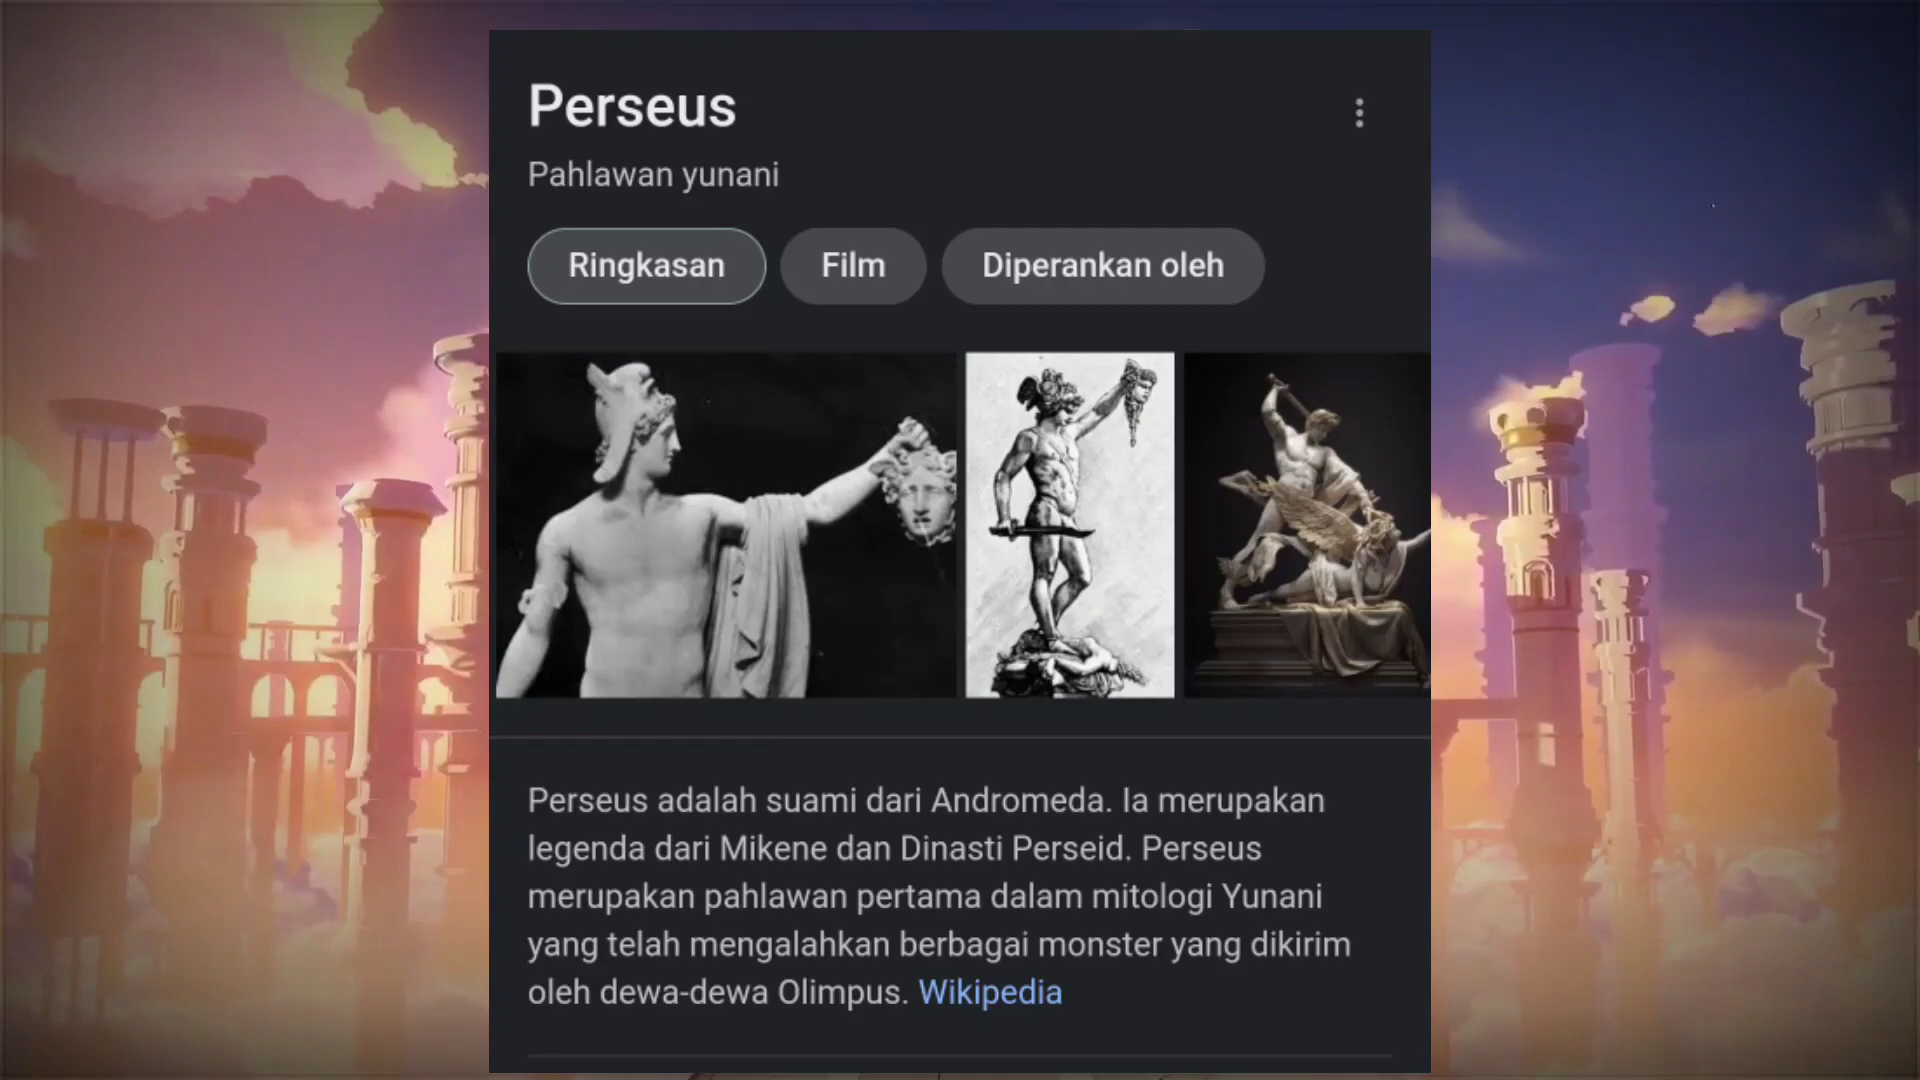 Perseus
Pahlawan yunani
Ringkasan
Film
Diperankan oleh
Perseus adalah suami dari Andromeda. Ia merupakan
legenda dari Mikene dan Dinasti Perseid. Perseus
merupakan pahlawan pertama dalam mitologi Yunani
yang telah mengalahkan berbagai monster yang dikirim
oleh dewa-dewa Olimpus. Wikipedia